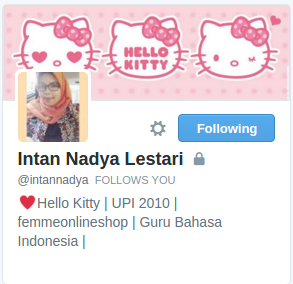 HELLO
KITTY
Following
Intan Nadya Lestari
@intannadya FOLLOWS YOU
Hello Kitty | UPI 2010 |
femmeonlineshop | Guru Bahasa
Indonesia |